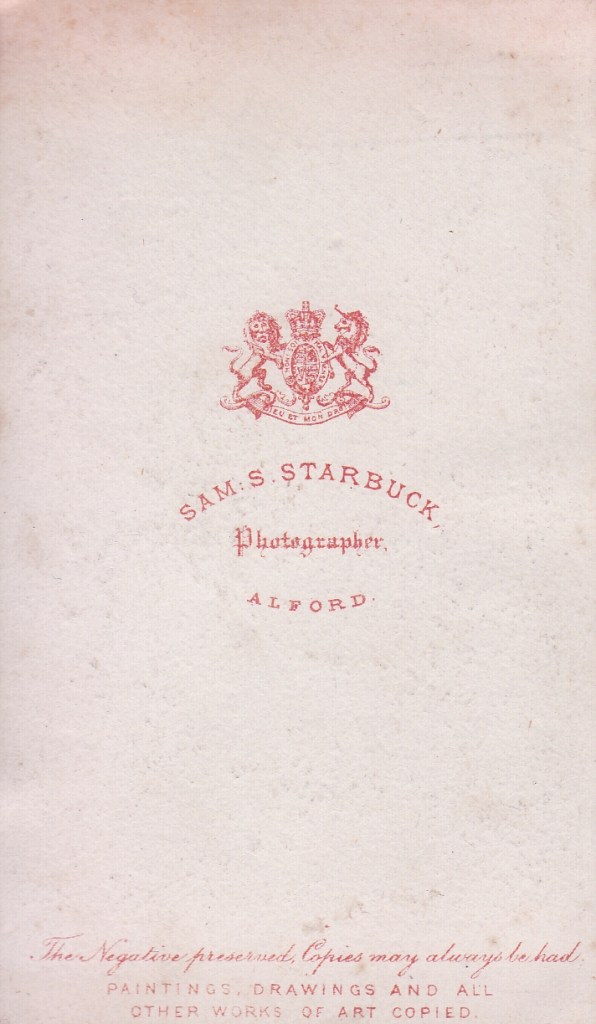 DIEU ET MON DROIT
SAM: S. STARBUCK,
Photographer,
ALFORD.
The Negative preserved, Copies may always be had.
PAINTINGS, DRAWINGS AND ALL
OTHER WORKS OF ART COPIED.